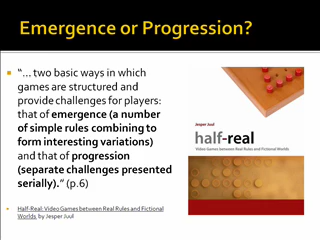 Emergence or Progression?
"... two basic ways in which
games are structured and
provide challenges for players:
that of emergence (a number
of simple rules combining to
form interesting variations)
and that of progression
(separate challenges presented
serially)." (p.6)
Half-Real: Video Games between Real Rules and Fictional
Worlds by Jesper Juul
Jesper Juul
half-real
Video Games between Real Rules and Fictional Worlds